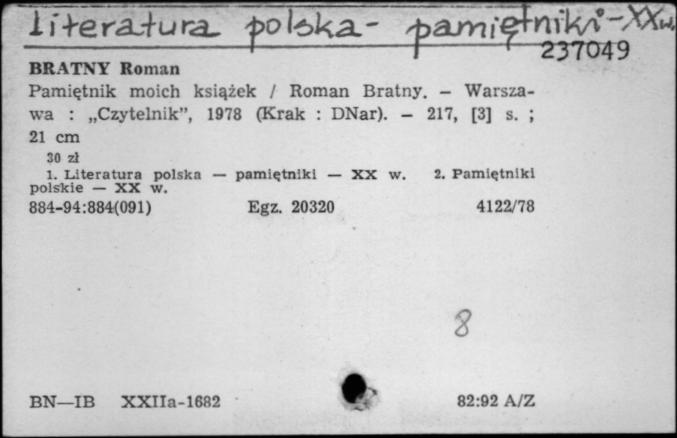 literatura polska - pamiętniki - XX w.
237049
BRATNY Roman
Pamiętnik moich książek / Roman Bratny. — Warsza-
wa : „Czytelnik”, 1978 (Krak : DNar). — 217, [3] s. ;
21 cm
30 zł
1. Literatura polska — pamiętniki — XX w. 2. Pamiętniki
polskie — XX w.
884-94:884(091) Egz. 20320 4122/78
8
BN—IB XXIIa-1682 82:92 A/Z